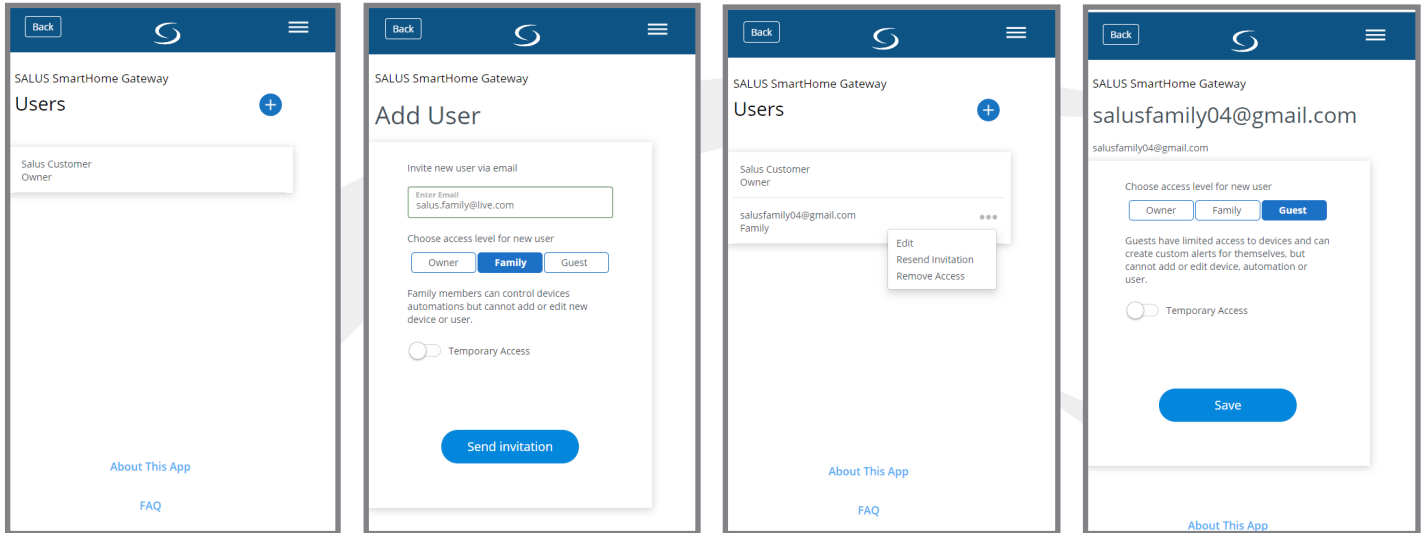 Back
SALUS SmartHome Gateway
Users
Salus Customer
Owner
About This App
FAQ
Back
SALUS SmartHome Gateway
Add User
Invite new user via email
Enter Email
salus.family@live.com
Choose access level for new user
Owner Family Guest
Family members can control devices
automations but cannot add or edit new
device or user.
Temporary Access
Send invitation
Back
SALUS SmartHome Gateway
Users
Salus Customer
Owner
salusfamily04@gmail.com
Family
Edit
Resend Invitation
Remove Access
About This App
FAQ
Back
SALUS SmartHome Gateway
salusfamily04@gmail.com
salusfamily04@gmail.com
Choose access level for new user
Owner Family Guest
Guests have limited access to devices and can
create custom alerts for themselves, but
cannot add or edit device, automation or
user.
Temporary Access
Save
About This App